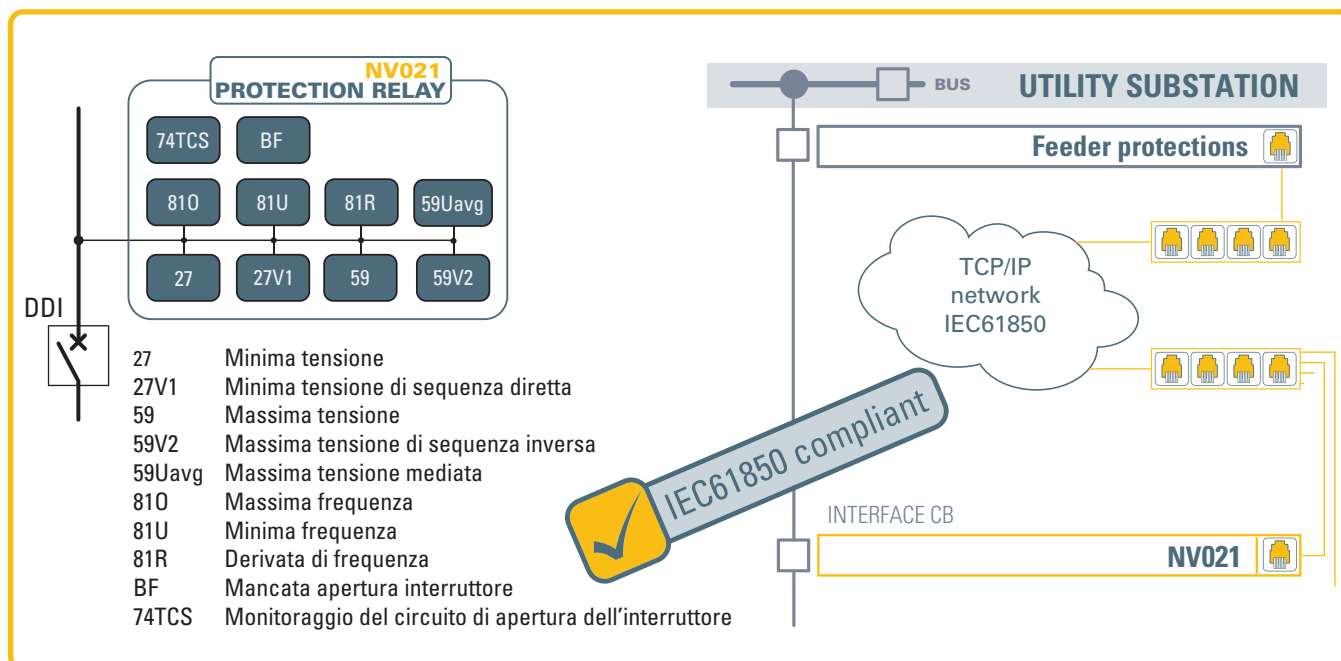 NV021
PROTECTION RELAY
74TCS
BF
81O
81U
81R
59Uavg
27
27V1
59
59V2
DDI
27 Minima tensione
27V1 Minima tensione di sequenza diretta
59 Massima tensione
59V2 Massima tensione di sequenza inversa
59Uavg Massima tensione mediata
81O Massima frequenza
81U Minima frequenza
81R Derivata di frequenza
BF Mancata apertura interruttore
74TCS Monitoraggio del circuito di apertura dell’interruttore
BUS
UTILITY SUBSTATION
Feeder protections
TCP/IP
network
IEC61850
IEC61850 compliant
INTERFACE CB
NV021